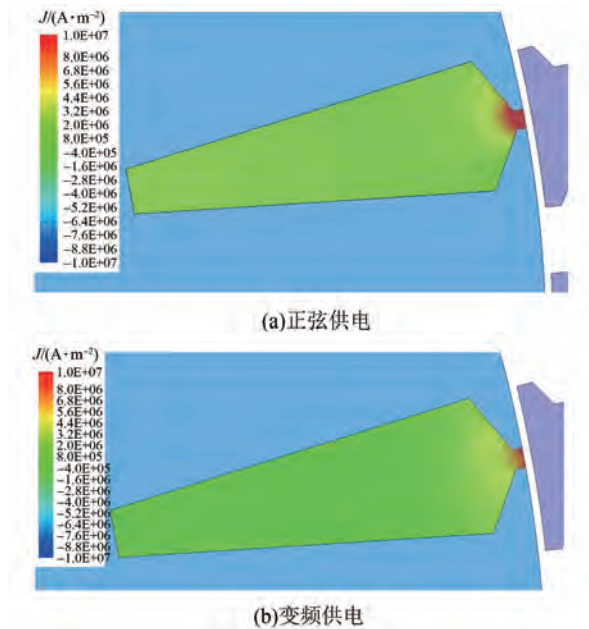 J/(A·m⁻²)
1.0E+07
8.0E+06
6.8E+06
5.6E+06
4.4E+06
3.2E+06
2.0E+06
8.0E+05
-4.0E+05
-1.6E+06
-2.8E+06
-4.0E+06
-5.2E+06
-6.4E+06
-7.6E+06
-8.8E+06
-1.0E+07
(a)正弦供电
J/(A·m⁻²)
1.0E+07
8.0E+06
6.8E+06
5.6E+06
4.4E+06
3.2E+06
2.0E+06
8.0E+05
-4.0E+05
-1.6E+06
-2.8E+06
-4.0E+06
-5.2E+06
-6.4E+06
-7.6E+06
-8.8E+06
-1.0E+07
(b)变频供电